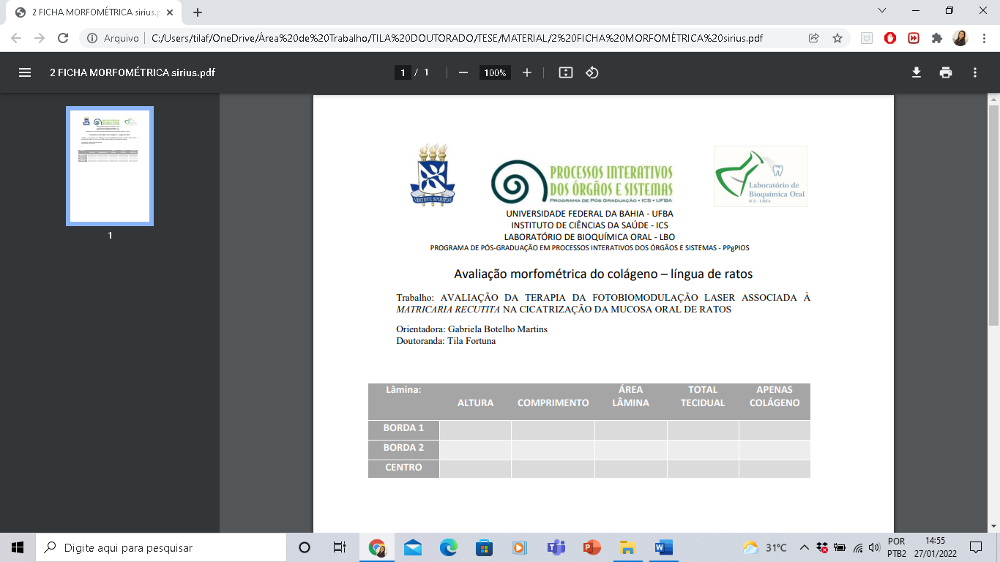 2 FICHA MORFOMÉTRICA sirius.p
Arquivo C:/Users/tilaf/OneDrive/Área%20de%20Trabalho/TILA%20DOUTORADO/TESE/MATERIAL/2%20FICHA%20MORFOMÉTRICA%20sirius.pdf
2 FICHA MORFOMÉTRICA sirius.pdf
1 / 1
100%
1
VIRTUTE SPIRITUS
PROCESSOS INTERATIVOS
DOS ÓRGÃOS E SISTEMAS
PROGRAMA DE PÓS GRADUAÇÃO • ICS • UFBA
Laboratório de
Bioquímica Oral
ICS - UBFA
UNIVERSIDADE FEDERAL DA BAHIA - UFBA
INSTITUTO DE CIÊNCIAS DA SAÚDE - ICS
LABORATÓRIO DE BIOQUÍMICA ORAL - LBO
PROGRAMA DE PÓS-GRADUAÇÃO EM PROCESSOS INTERATIVOS DOS ÓRGÃOS E SISTEMAS - PPgPIOS
Avaliação morfométrica do colágeno – língua de ratos
Trabalho: AVALIAÇÃO DA TERAPIA DA FOTOBIOMODULAÇÃO LASER ASSOCIADA À
MATRICARIA RECUTITA NA CICATRIZAÇÃO DA MUCOSA ORAL DE RATOS
Orientadora: Gabriela Botelho Martins
Doutoranda: Tila Fortuna
Lâmina: ALTURA COMPRIMENTO ÁREA LÂMINA TOTAL TECIDUAL APENAS COLÁGENO
BORDA 1
BORDA 2
CENTRO
Digite aqui para pesquisar
31°C
POR
PTB2
14:55
27/01/2022